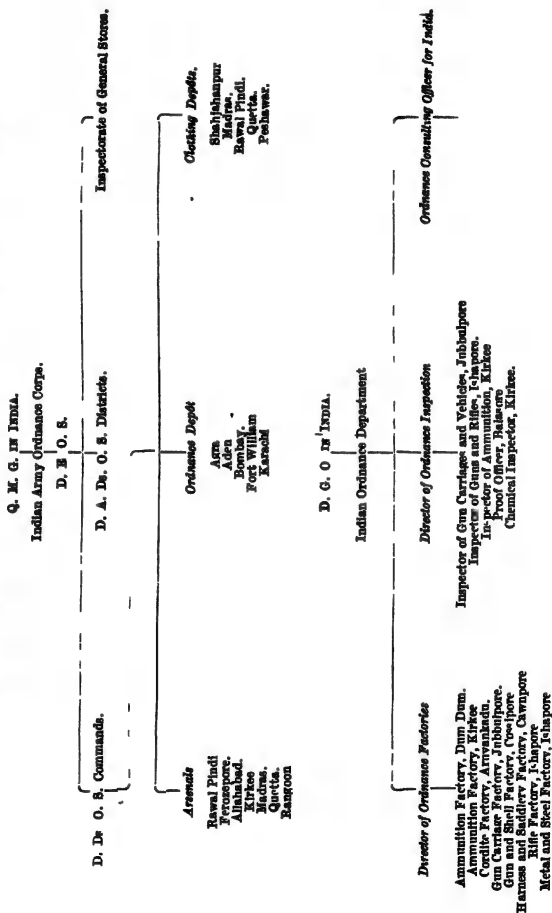 Q. M. G. IN INDIA.
Indian Army Ordnance Corps.
D. E O. S.
D. Ds O. S. Commands.
D. A. Ds. O. S. Districts.
Inspectorate of General Stores.
Arsenals
Rawal Pindi
Ferozepore.
Allahabad.
Kirkee
Madras.
Quetta.
Rangoon
Ordnance Depôt
Agra
Aden
Bombay.
Fort William
Karachi
Clothing Depôts.
Shahjahanpur
Madras.
Rawal Pindi.
Quetta.
Peshawar.
D. G. O IN INDIA.
Indian Ordnance Department
Director of Ordnance Factories
Ammunition Factory, Dum Dum.
Ammunition Factory, Kirkee
Cordite Factory, Aruvankadu.
Gun Carriage Factory, Jubbulpore.
Gun and Shell Factory, Cossipore
Harness and Saddlery Factory, Cawnpore
Rifle Factory, Ishapore
Metal and Steel Factory, Ishapore
Director of Ordnance Inspection
Inspector of Gun Carriages and Vehicles, Jubbulpore
Inspector of Guns and Rifles, Ishapore.
Inspector of Ammunition, Kirkee
Proof Officer, Balasore
Chemical Inspector, Kirkee.
Ordnance Consulting Officer for India.